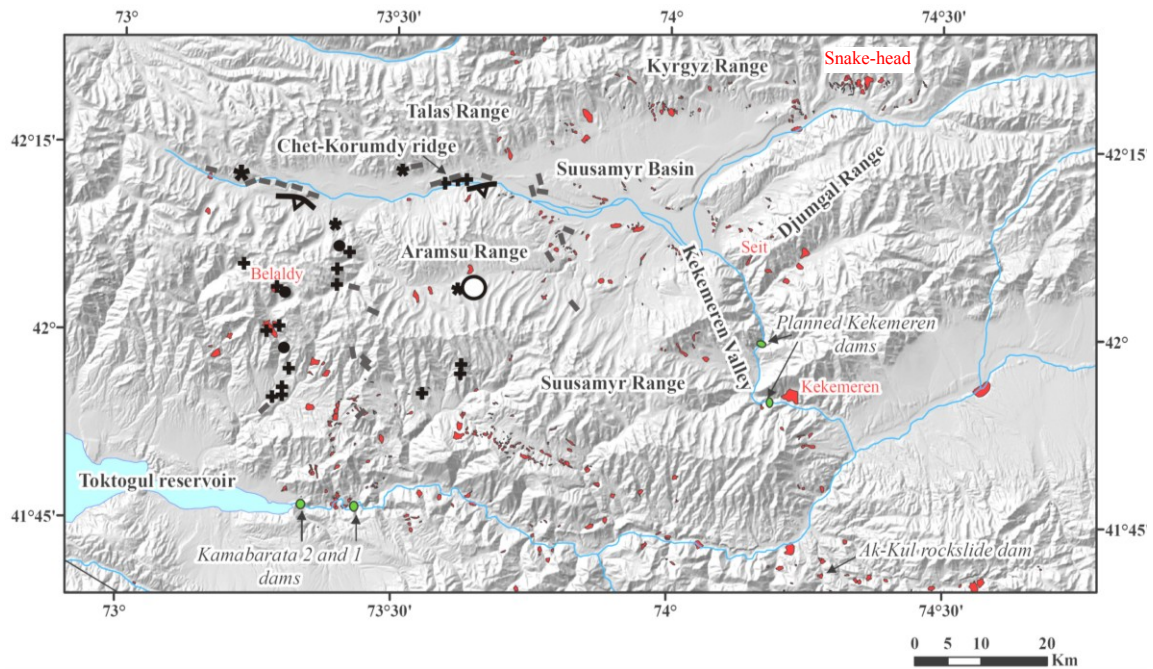 73°
73°30'
74°
74°30'
Snake-head
Kyrgyz Range
Talas Range
42°15'
42°15'
Chet-Korumdy ridge
Suusamyr Basin
Djumgal Range
Seit
Aramsu Range
Belaldy
Kekemeren Valley
42°
42°
Planned Kekemeren
dams
Suusamyr Range
Kekemeren
Toktogul reservoir
41°45'
41°45'
Kamabarata 2 and 1
dams
Ak-Kul rockslide dam
73°
73°30'
74°
74°30'
0 5 10 20
Km